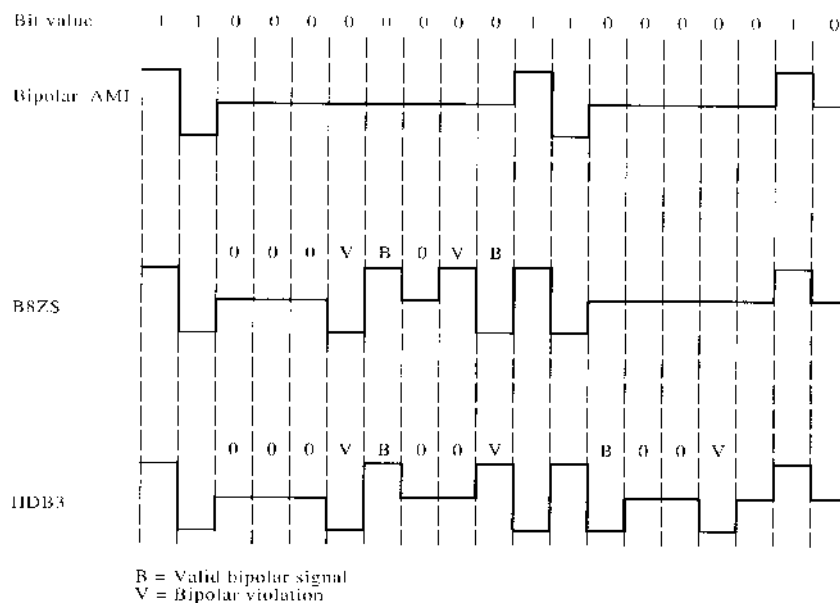 Bit value 1 1 0 0 0 0 0 0 0 0 1 1 0 0 0 0 0 1 0
Bipolar AMI
0 0 0 V B 0 V B
B8ZS
0 0 0 V B 0 0 V B 0 0 V
HDB3
B = Valid bipolar signal
V = Bipolar violation